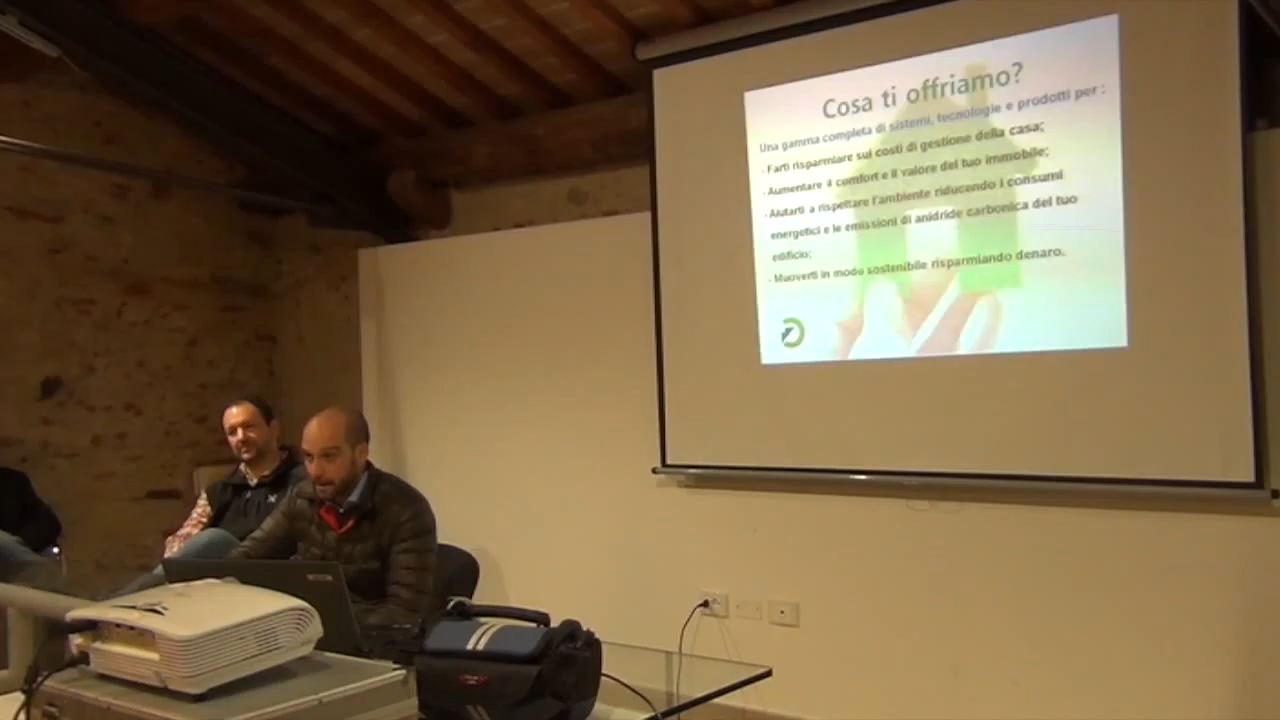 Cosa ti offriamo?
Una gamma completa di sistemi, tecnologie e prodotti per :
- Farti risparmiare sui costi di gestione della casa;
- Aumentare il comfort e il valore del tuo immobile;
- Aiutarti a rispettare l'ambiente riducendo i consumi
energetici e le emissioni di anidride carbonica del tuo
edificio;
- Muoverti in modo sostenibile risparmiando denaro.